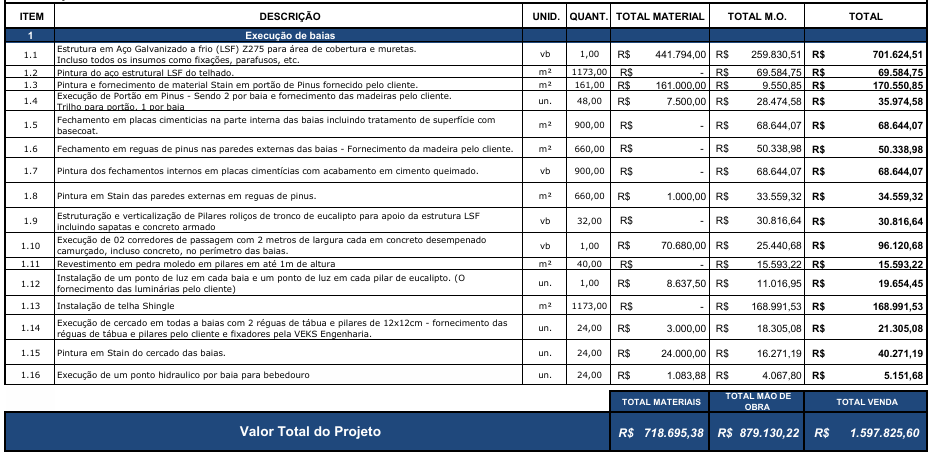 ITEM DESCRIÇÃO UNID. QUANT. TOTAL MATERIAL TOTAL M.O. TOTAL
1 Execução de baias
1.1 Estrutura em Aço Galvanizado a frio (LSF) Z275 para área de cobertura e muretas.
Incluso todos os insumos como fixações, parafusos, etc. vb 1,00 R$ 441.794,00 R$ 259.830,51 R$ 701.624,51
1.2 Pintura do aço estrutural LSF do telhado. m² 1173,00 R$ - R$ 69.584,75 R$ 69.584,75
1.3 Pintura e fornecimento de material Stain em portão de Pinus fornecido pelo cliente. m² 161,00 R$ 161.000,00 R$ 9.550,85 R$ 170.550,85
1.4 Execução de Portão em Pinus - Sendo 2 por baia e fornecimento das madeiras pelo cliente.
Trilho para portão, 1 por baia un. 48,00 R$ 7.500,00 R$ 28.474,58 R$ 35.974,58
1.5 Fechamento em placas cimenticias na parte interna das baias incluindo tratamento de superfície com
basecoat. m² 900,00 R$ - R$ 68.644,07 R$ 68.644,07
1.6 Fechamento em reguas de pinus nas paredes externas das baias - Fornecimento da madeira pelo cliente. m² 660,00 R$ - R$ 50.338,98 R$ 50.338,98
1.7 Pintura dos fechamentos internos em placas cimentícias com acabamento em cimento queimado. vb 900,00 R$ - R$ 68.644,07 R$ 68.644,07
1.8 Pintura em Stain das paredes externas em reguas de pinus. m² 660,00 R$ 1.000,00 R$ 33.559,32 R$ 34.559,32
1.9 Estruturação e verticalização de Pilares roliços de tronco de eucalipto para apoio da estrutura LSF
incluindo sapatas e concreto armado vb 32,00 R$ - R$ 30.816,64 R$ 30.816,64
1.10 Execução de 02 corredores de passagem com 2 metros de largura cada em concreto desempenado
camurçado, incluso concreto, no perímetro das baias. vb 1,00 R$ 70.680,00 R$ 25.440,68 R$ 96.120,68
1.11 Revestimento em pedra moledo em pilares em até 1m de altura m² 40,00 R$ - R$ 15.593,22 R$ 15.593,22
1.12 Instalação de um ponto de luz em cada baia e um ponto de luz em cada pilar de eucalipto. (O
fornecimento das luminárias pelo cliente) un. 1,00 R$ 8.637,50 R$ 11.016,95 R$ 19.654,45
1.13 Instalação de telha Shingle m² 1173,00 R$ - R$ 168.991,53 R$ 168.991,53
1.14 Execução de cercado em todas a baias com 2 réguas de tábua e pilares de 12x12cm - fornecimento das
réguas de tábua e pilares pelo cliente e fixadores pela VEKS Engenharia. un. 24,00 R$ 3.000,00 R$ 18.305,08 R$ 21.305,08
1.15 Pintura em Stain do cercado das baias. un. 24,00 R$ 24.000,00 R$ 16.271,19 R$ 40.271,19
1.16 Execução de um ponto hidraulico por baia para bebedouro un. 24,00 R$ 1.083,88 R$ 4.067,80 R$ 5.151,68
TOTAL MATERIAIS TOTAL MÃO DE OBRA TOTAL VENDA
Valor Total do Projeto R$ 718.695,38 R$ 879.130,22 R$ 1.597.825,60